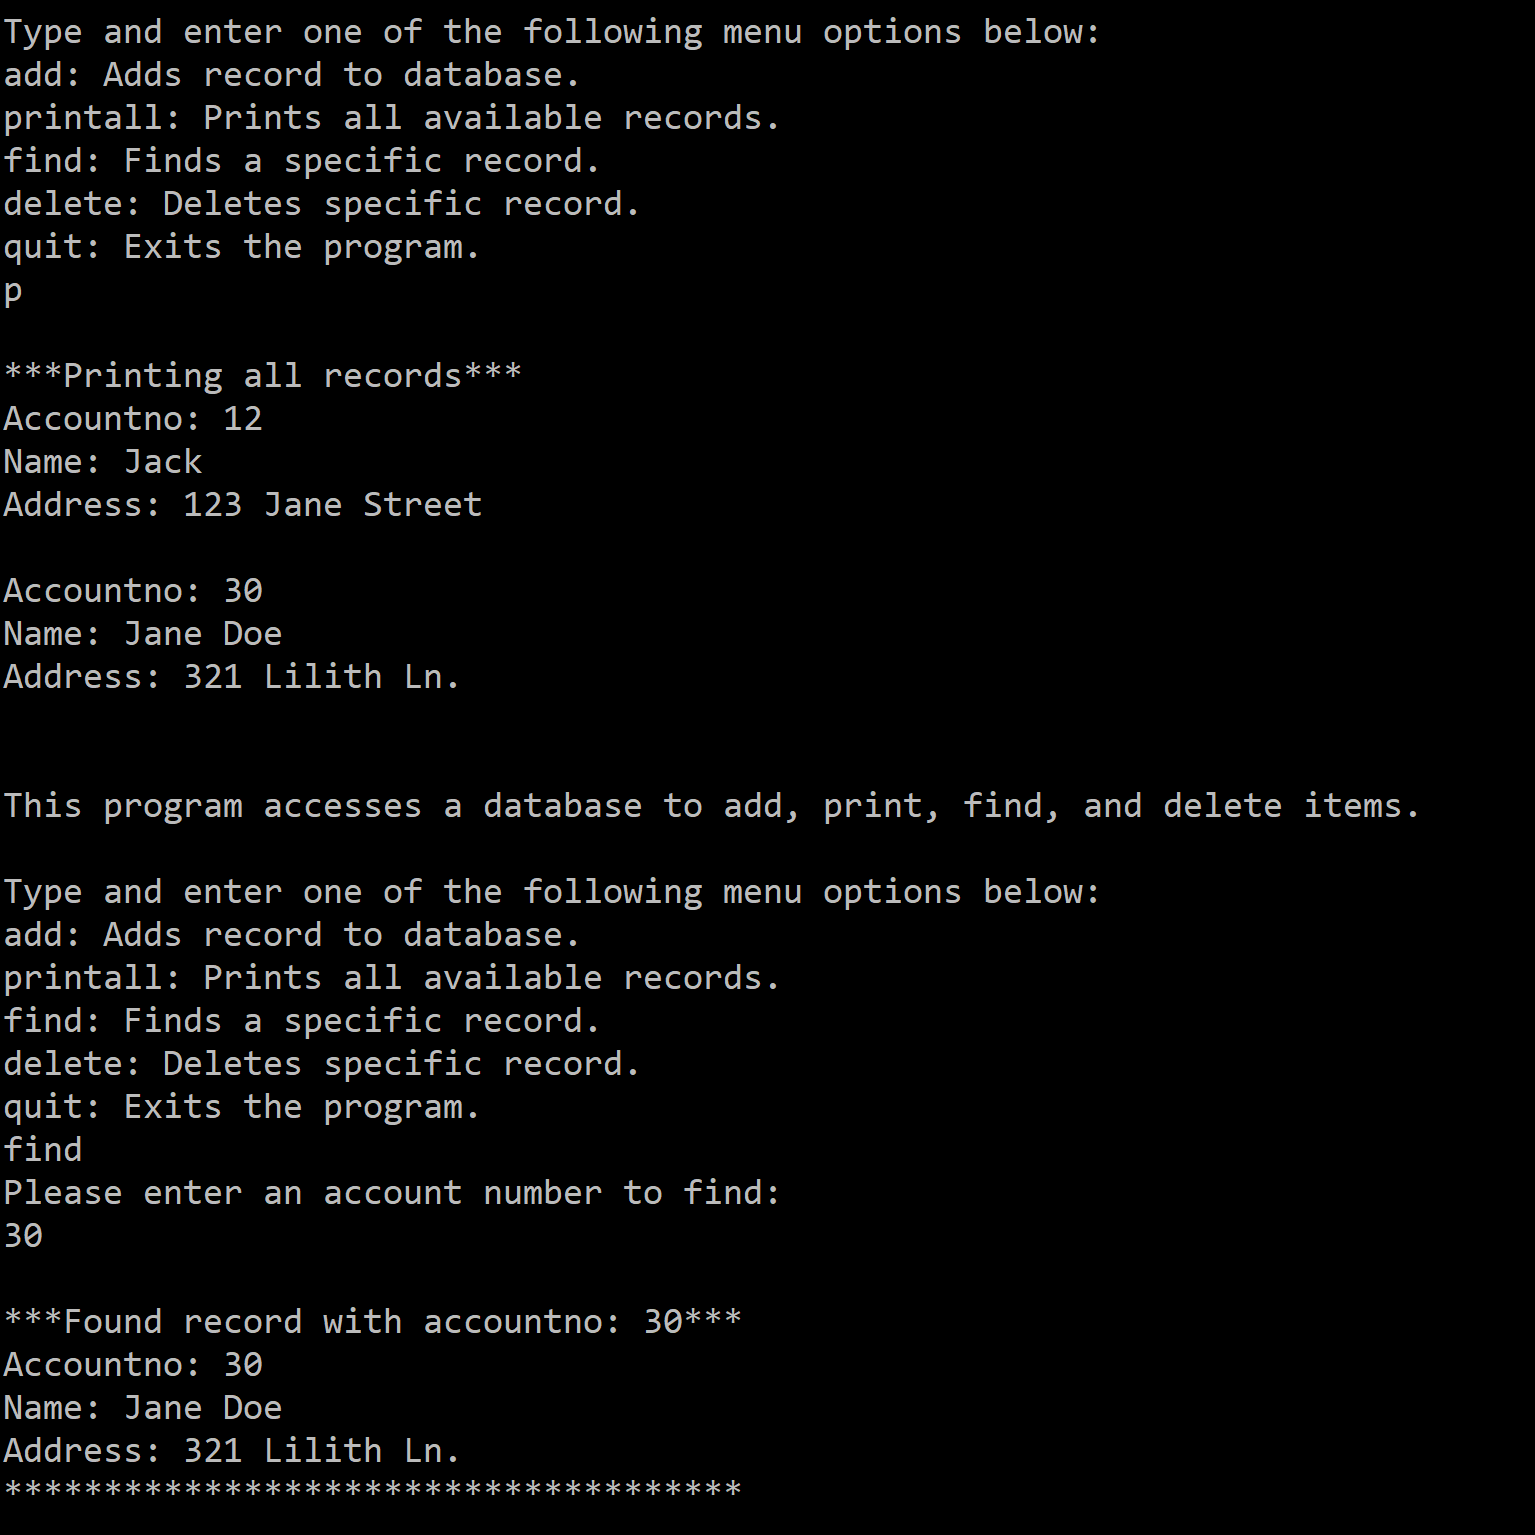 Type and enter one of the following menu options below:
add: Adds record to database.
printall: Prints all available records.
find: Finds a specific record.
delete: Deletes specific record.
quit: Exits the program.
p
***Printing all records***
Accountno: 12
Name: Jack
Address: 123 Jane Street
Accountno: 30
Name: Jane Doe
Address: 321 Lilith Ln.
This program accesses a database to add, print, find, and delete items.
Type and enter one of the following menu options below:
add: Adds record to database.
printall: Prints all available records.
find: Finds a specific record.
delete: Deletes specific record.
quit: Exits the program.
find
Please enter an account number to find:
30
***Found record with accountno: 30***
Accountno: 30
Name: Jane Doe
Address: 321 Lilith Ln.
*************************************